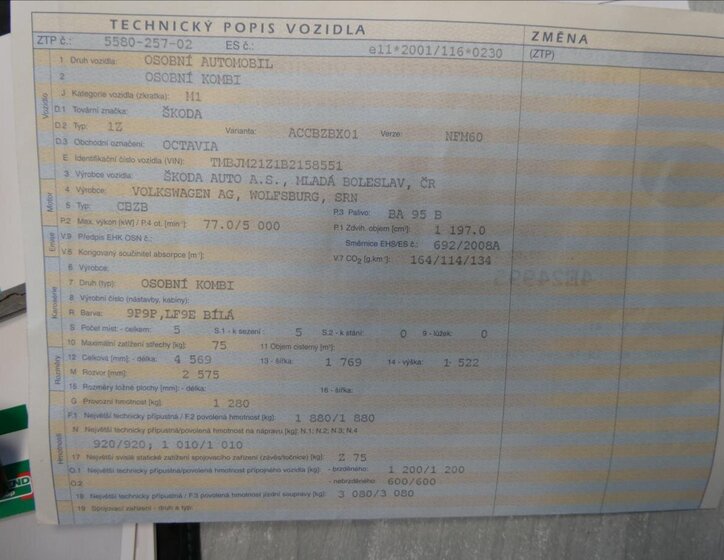 TECHNICKÝ POPIS VOZIDLA
ZMĚNA
ZTP č.: 5580-257-02 ES č.: e11*2001/116*0230 (ZTP)
Vozidlo
1 Druh vozidla: OSOBNÍ AUTOMOBIL
2 OSOBNÍ KOMBI
J Kategorie vozidla (zkratka): M1
D.1 Tovární značka: ŠKODA
D.2 Typ: 1Z Varianta: ACCBZBX01 Verze: NFM60
D.3 Obchodní označení: OCTAVIA
E Identifikační číslo vozidla (VIN): TMBJM21Z1B2158551
3 Výrobce vozidla: ŠKODA AUTO A.S., MLADÁ BOLESLAV, ČR
Motor
4 Výrobce: VOLKSWAGEN AG, WOLFSBURG, SRN
5 Typ: CBZB P.3 Palivo: BA 95 B
P.2 Max. výkon [kW] / P.4 ot. [min⁻¹]: 77.0/5 000 P.1 Zdvih. objem [cm³]: 1 197.0
Emise
V.9 Předpis EHK OSN č.: Směrnice EHS/ES č.: 692/2008A
V.6 Korigovaný součinitel absorpce [m⁻¹]: V.7 CO₂ [g.km⁻¹]: 164/114/134
Karoserie
6 Výrobce:
7 Druh (typ): OSOBNÍ KOMBI
8 Výrobní číslo (nástavby, kabiny):
R Barva: 9F9F,LF9E BÍLÁ
S Počet míst - celkem: 5 S.1 - k sezení: 5 S.2 - k stání: 0 9 - lůžek: 0
10 Maximální zatížení střechy [kg]: 75 11 Objem cisterny [m³]:
Rozměry
12 Celková [mm]: - délka: 4 569 13 - šířka: 1 769 14 - výška: 1 522
M Rozvor [mm]: 2 575
15 Rozměry ložné plochy [mm]: - délka: 16 - šířka:
G Provozní hmotnost [kg]: 1 280
Hmotnosti
F.1 Největší technicky přípustná / F.2 povolená hmotnost [kg]: 1 880/1 880
N Největší technicky přípustná/povolená hmotnost na nápravu [kg]: N.1; N.2; N.3; N.4
920/920; 1 010/1 010
17 Největší svislé statické zatížení spojovacího zařízení (závěs/točnice) [kg]: Z 75
O.1 Největší technicky přípustná/povolená hmotnost přípojného vozidla [kg] - brzděného: 1 200/1 200
O.2 - nebrzděného 600/600
18 Největší technicky přípustná / F.3 povolená hmotnost jízdní soupravy [kg]: 3 080/3 080
19 Spojovací zařízení - druh a typ: